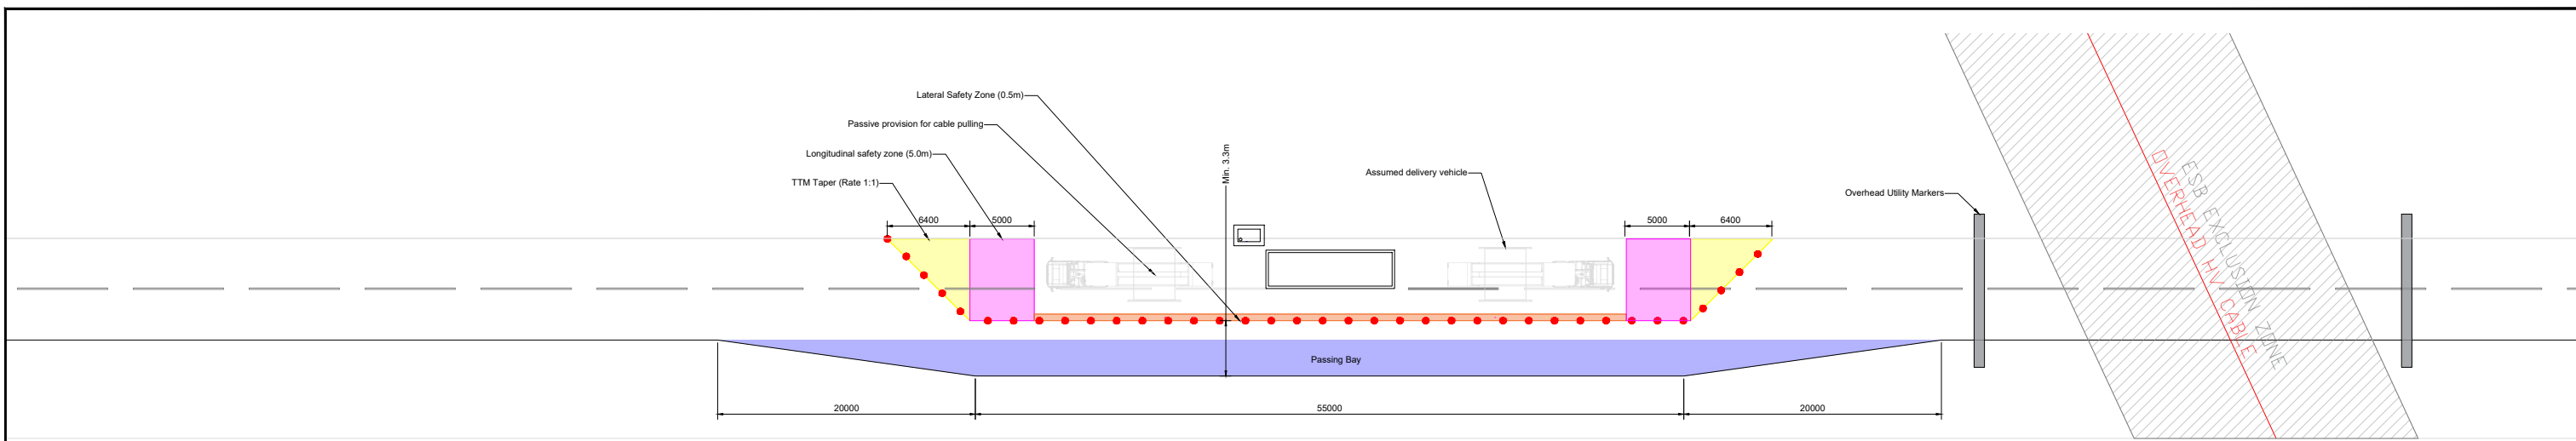 Lateral Safety Zone (0.5m)
Passive provision for cable pulling
Longitudinal safety zone (5.0m)
TTM Taper (Rate 1:1)
Min. 3.3m
Assumed delivery vehicle
Overhead Utility Markers
6400
5000
5000
6400
ESB EXCLUSION ZONE
OVERHEAD HV CABLE
Passing Bay
20000
55000
20000